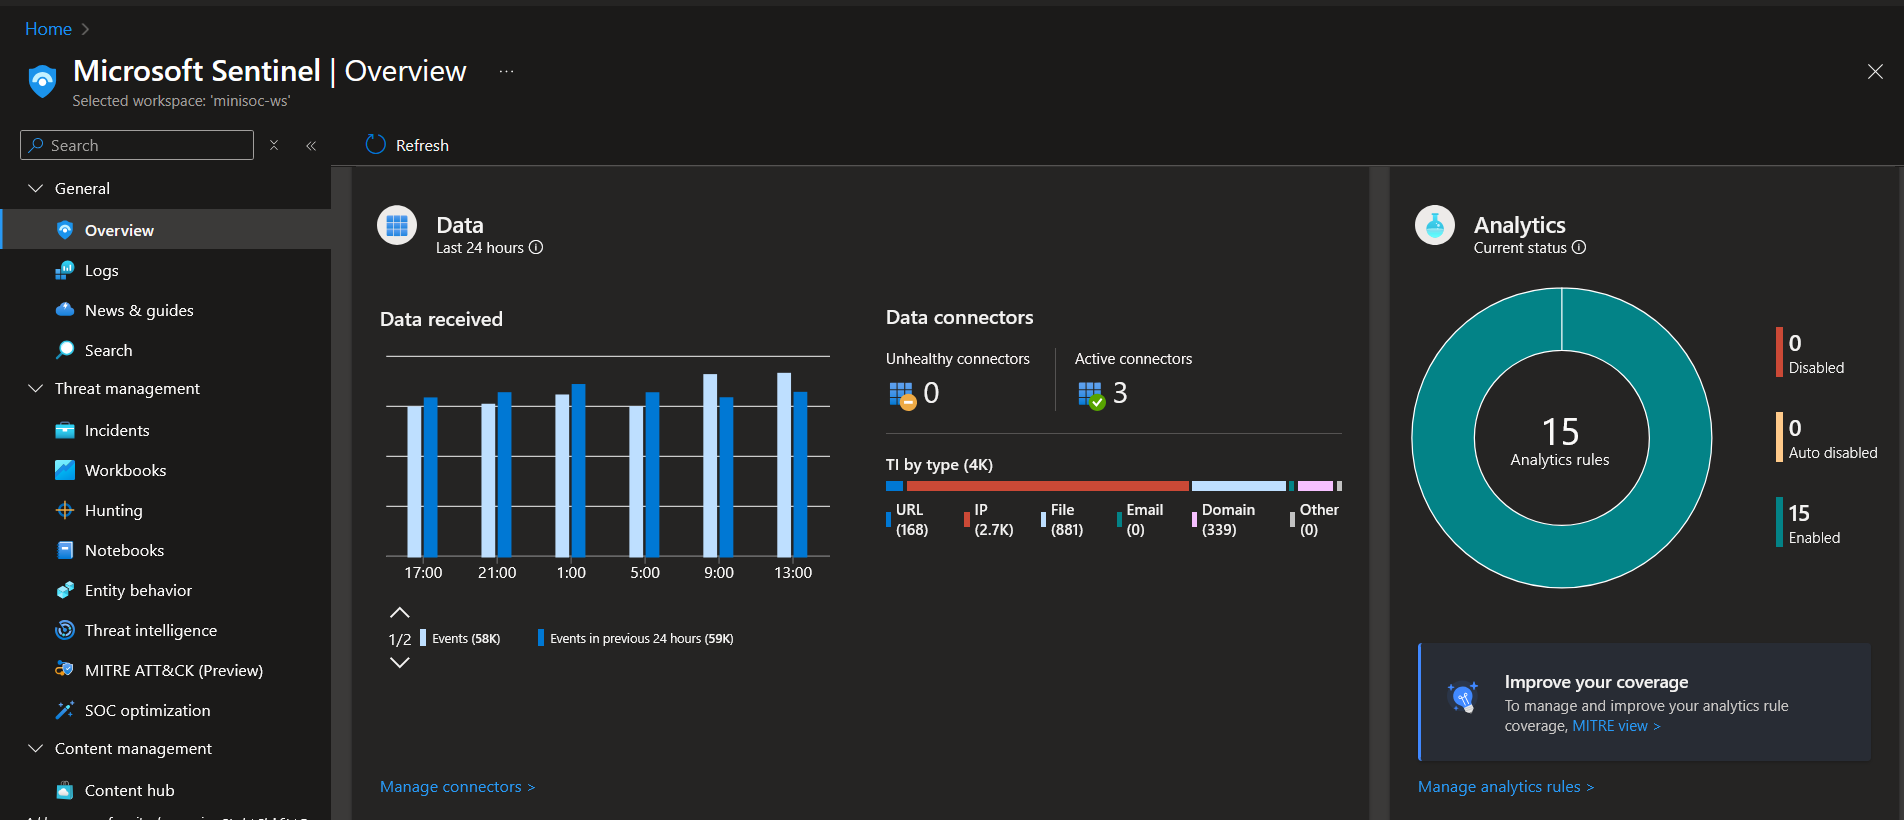 Home
Microsoft Sentinel | Overview
Selected workspace: 'minisoc-ws'
Search
Refresh
General
Overview
Logs
News & guides
Search
Threat management
Incidents
Workbooks
Hunting
Notebooks
Entity behavior
Threat intelligence
MITRE ATT&CK (Preview)
SOC optimization
Content management
Content hub
Data
Last 24 hours
Data received
17:00 21:00 1:00 5:00 9:00 13:00
1/2 Events (58K) Events in previous 24 hours (59K)
Manage connectors >
Data connectors
Unhealthy connectors
0
Active connectors
3
TI by type (4K)
URL (168)
IP (2.7K)
File (881)
Email (0)
Domain (339)
Other (0)
Analytics
Current status
15
Analytics rules
0
Disabled
0
Auto disabled
15
Enabled
Improve your coverage
To manage and improve your analytics rule
coverage, MITRE view >
Manage analytics rules >